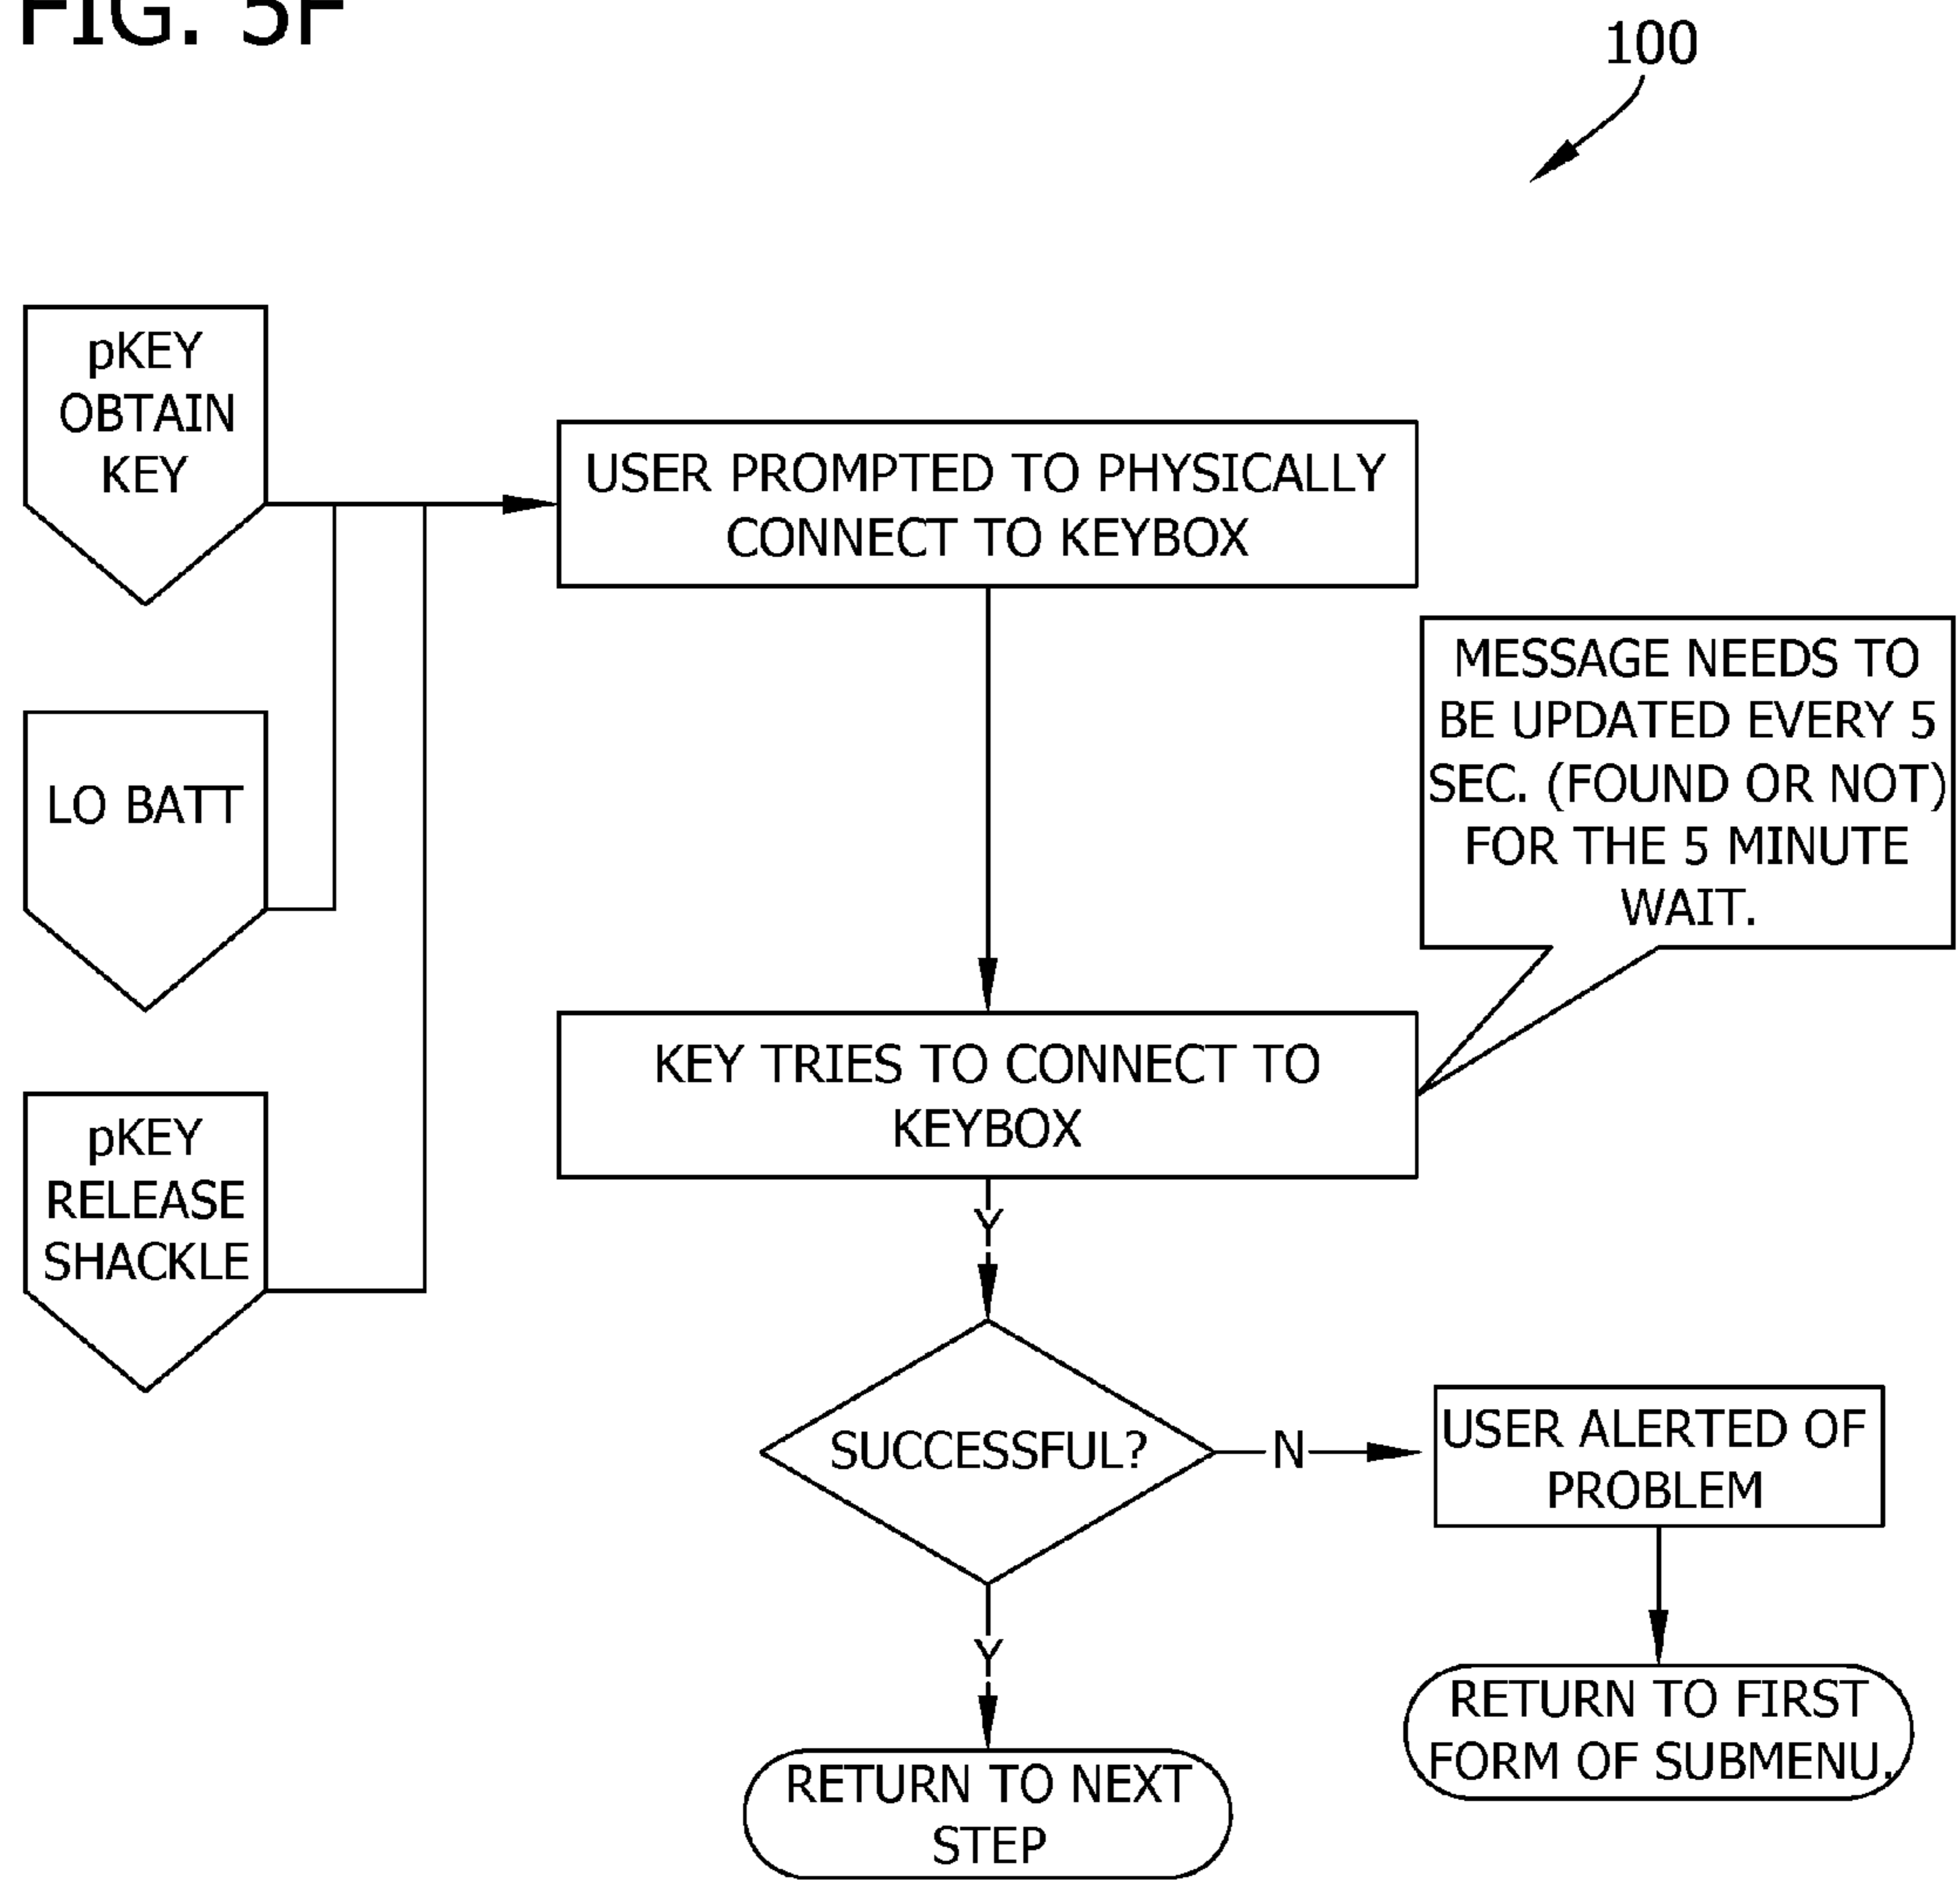 FIG. 5F
100
pKEY
OBTAIN
KEY
USER PROMPTED TO PHYSICALLY
CONNECT TO KEYBOX
MESSAGE NEEDS TO
BE UPDATED EVERY 5
SEC. (FOUND OR NOT)
FOR THE 5 MINUTE
WAIT.
LO BATT
KEY TRIES TO CONNECT TO
KEYBOX
pKEY
RELEASE
SHACKLE
Y
SUCCESSFUL?
N
USER ALERTED OF
PROBLEM
Y
RETURN TO FIRST
FORM OF SUBMENU.
RETURN TO NEXT
STEP